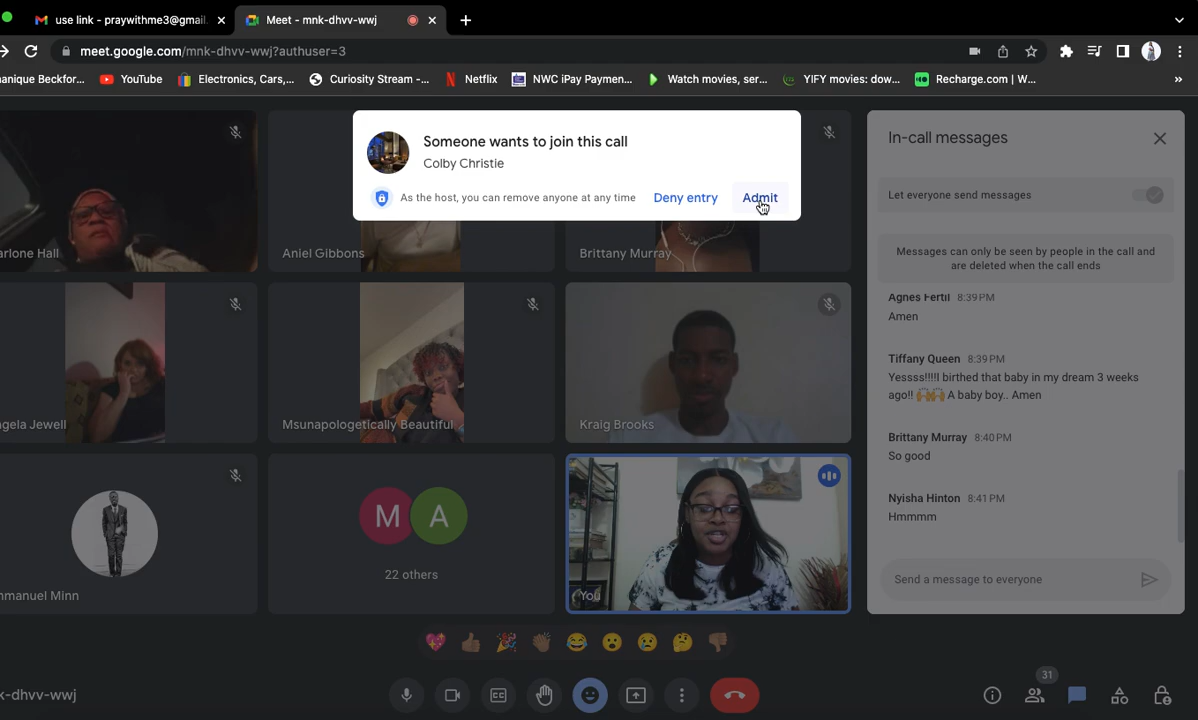 use link - praywithme3@gmail.
Meet - mnk-dhvv-wwj
meet.google.com/mnk-dhvv-wwj?authuser=3
anique Beckfor...
YouTube
Electronics, Cars,...
Curiosity Stream -...
Netflix
NWC iPay Paymen...
Watch movies, ser...
YIFY movies: dow...
Recharge.com | W...
»
Someone wants to join this call
Colby Christie
As the host, you can remove anyone at any time
Deny entry
Admit
arlone Hall
Aniel Gibbons
Brittany Murray
gela Jewell
Msunapologetically Beautiful
Kraig Brooks
M A
22 others
nmanuel Minn
You
In-call messages
Let everyone send messages
Messages can only be seen by people in the call and
are deleted when the call ends
Agnes Fertil 8:39 PM
Amen
Tiffany Queen 8:39 PM
Yessss!!!!I birthed that baby in my dream 3 weeks
ago!! 🙌🙌 A baby boy.. Amen
Brittany Murray 8:40 PM
So good
Nyisha Hinton 8:41 PM
Hmmmm
Send a message to everyone
k-dhvv-wwj
CC
31